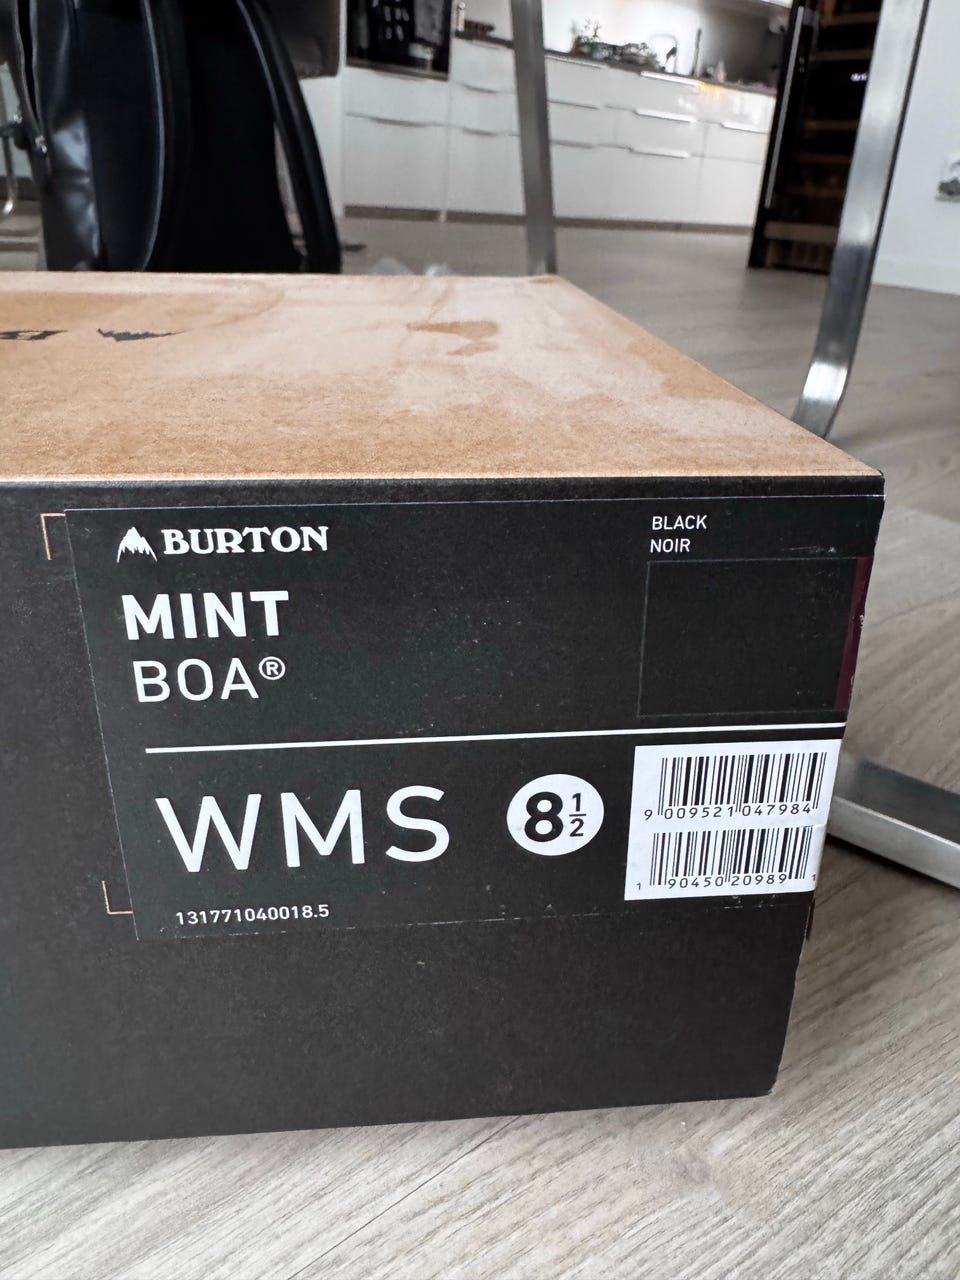 BURTON
BLACK
NOIR
MINT
BOA®
WMS 8½
9 009521 047984
1 90450 20989 1
131771040018.5